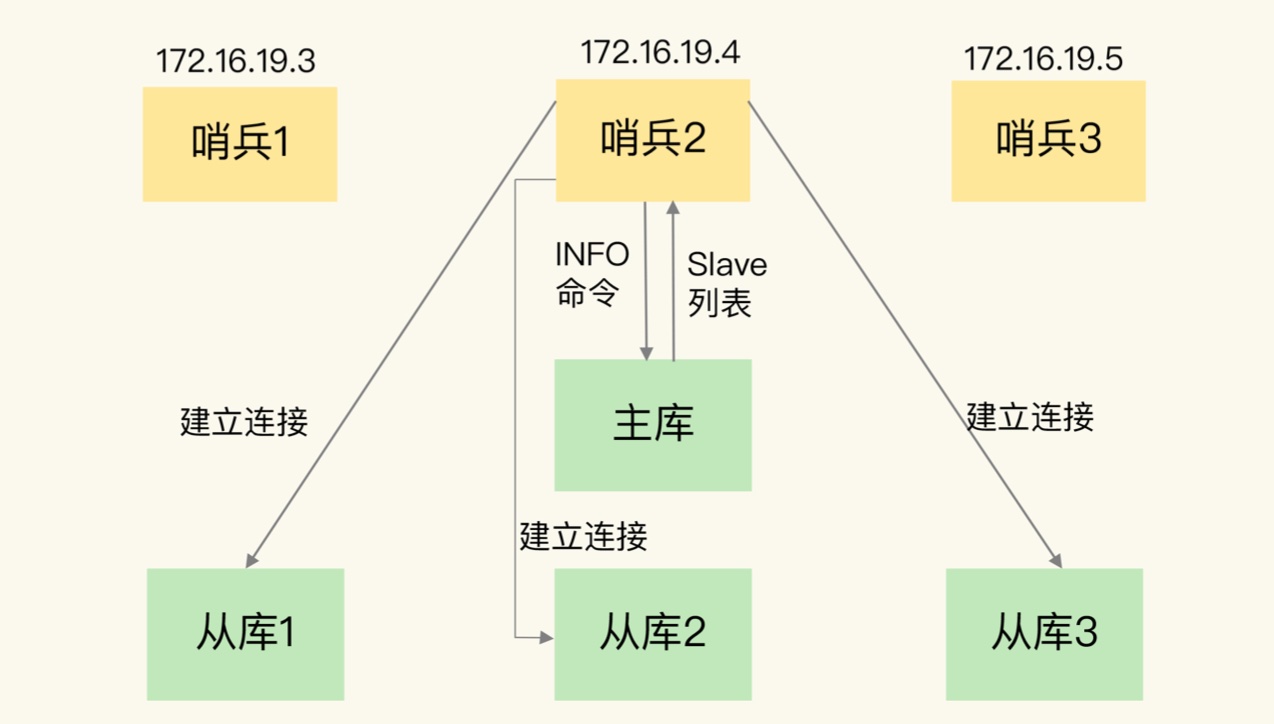 172.16.19.3
172.16.19.4
172.16.19.5
哨兵1
哨兵2
哨兵3
INFO
命令
Slave
列表
建立连接
主库
建立连接
建立连接
从库1
从库2
从库3